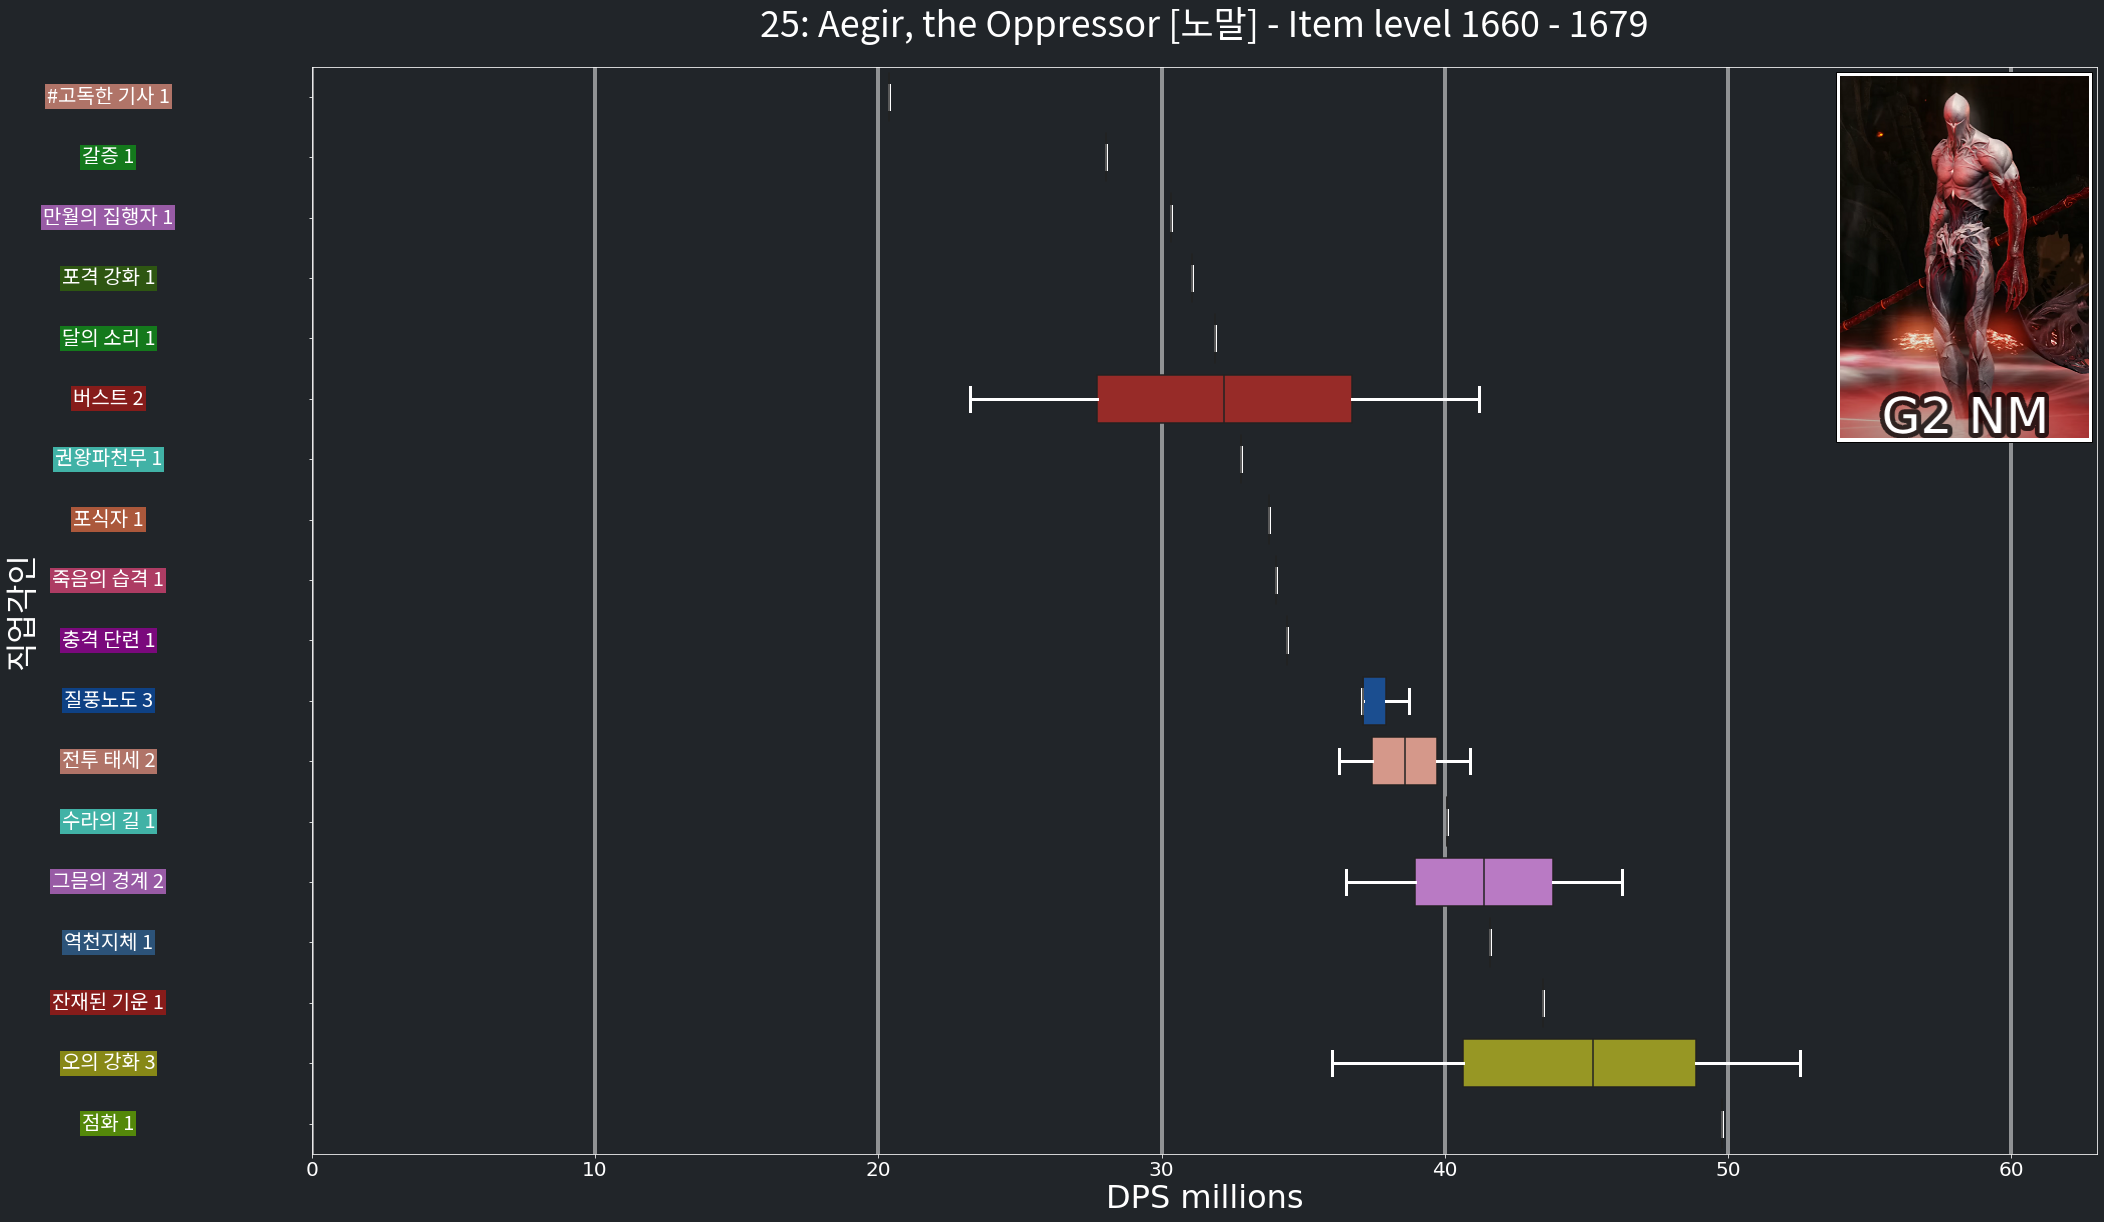 25: Aegir, the Oppressor [노말] - Item level 1660 - 1679
#고독한 기사 1
갈증 1
만월의 집행자 1
포격 강화 1
달의 소리 1
버스트 2
권왕파천무 1
포식자 1
죽음의 습격 1
충격 단련 1
질풍노도 3
전투 태세 2
수라의 길 1
그믐의 경계 2
역천지체 1
잔재된 기운 1
오의 강화 3
점화 1
직업각인
G2 NM
0 10 20 30 40 50 60
DPS millions